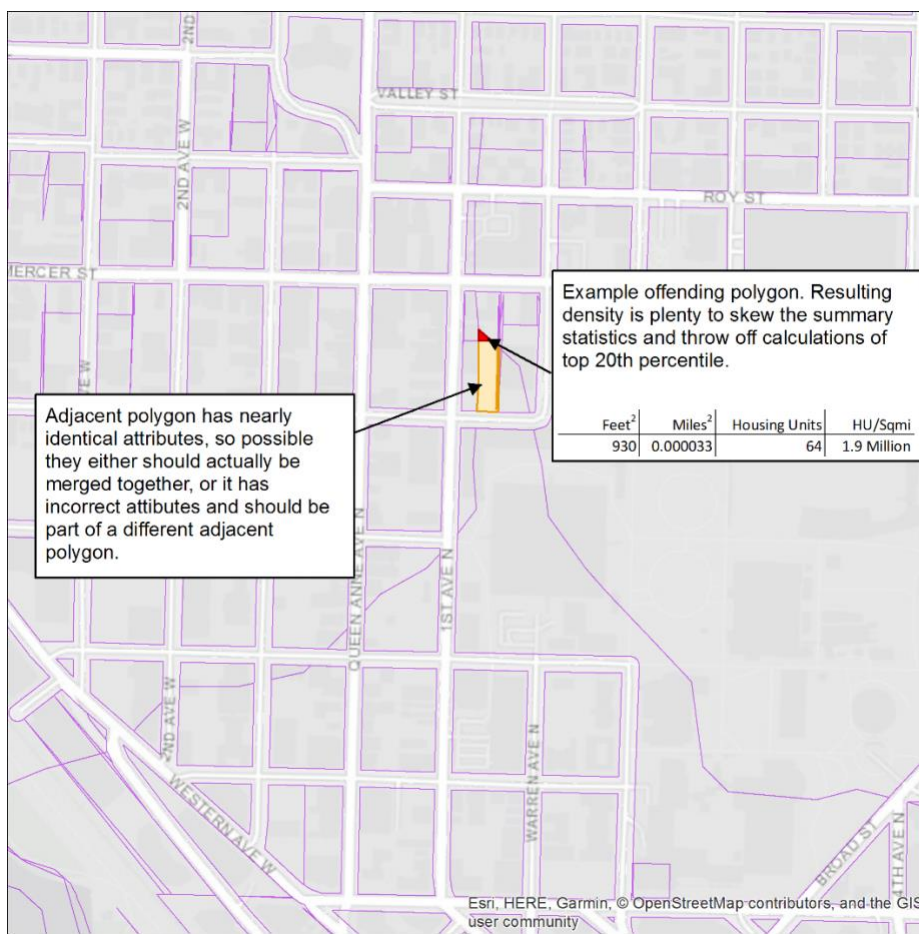 2ND
VALLEY ST
2ND AVE W
ROY ST
MERCER ST
Example offending polygon. Resulting
density is plenty to skew the summary
statistics and throw off calculations of
top 20th percentile.
Feet2 Miles2 Housing Units HU/Sqmi
930 0.000033 64 1.9 Million
VE W
Adjacent polygon has nearly
identical attributes, so possible
they either should actually be
merged together, or it has
incorrect attibutes and should be
part of a different adjacent
polygon.
QUEEN ANNE AVE N
1ST AVE N
2ND AVE W
WESTERN AVE W
WARREN AVE N
BROAD ST
4TH AVE N
Esri, HERE, Garmin, © OpenStreetMap contributors, and the GIS
user community